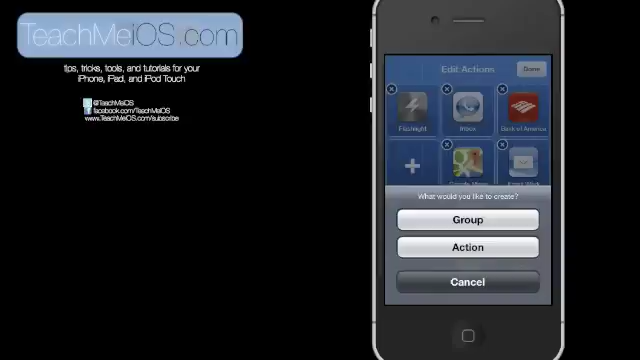 TeachMeiOS.com
tips, tricks, tools, and tutorials for your
iPhone, iPad, and iPod Touch
@TeachMeiOS
facebook.com/TeachMeiOS
www.TeachMeiOS.com/subscribe
Edit Actions
Done
Flashlight
Inbox
Bank of America
Google Maps
What would you like to create?
Group
Action
Cancel